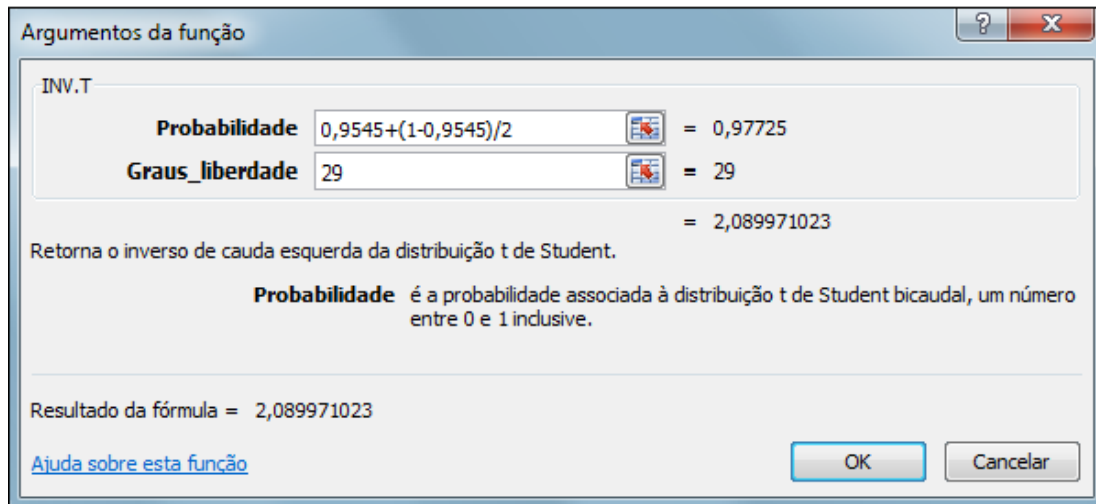 Argumentos da função
INV.T
Probabilidade 0,9545+(1-0,9545)/2 = 0,97725
Graus_liberdade 29 = 29
= 2,089971023
Retorna o inverso de cauda esquerda da distribuição t de Student.
Probabilidade é a probabilidade associada à distribuição t de Student bicaudal, um número
entre 0 e 1 inclusive.
Resultado da fórmula = 2,089971023
Ajuda sobre esta função
OK Cancelar